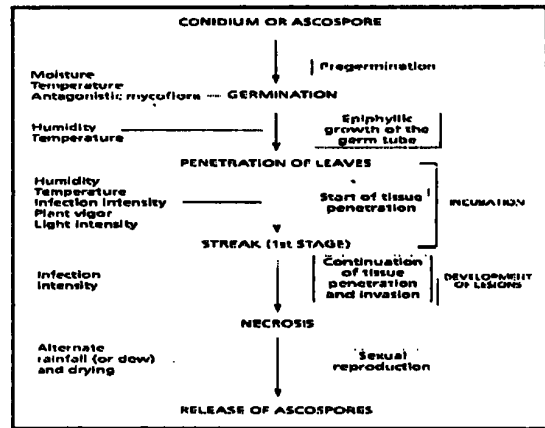 CONIDIUM OR ASCOSPORE
Pregermination
Moisture
Temperature
Antagonistic mycoflora
GERMINATION
Humidity
Temperature
Epiphyllic
growth of the
germ tube
PENETRATION OF LEAVES
Humidity
Temperature
Infection intensity
Plant vigor
Light intensity
Start of tissue
penetration
INCUBATION
STREAK (1st STAGE)
Infection
intensity
Continuation
of tissue
penetration
and invasion
DEVELOPMENT
OF LESIONS
NECROSIS
Alternate
rainfall (or dew)
and drying
Sexual
reproduction
RELEASE OF ASCOSPORES